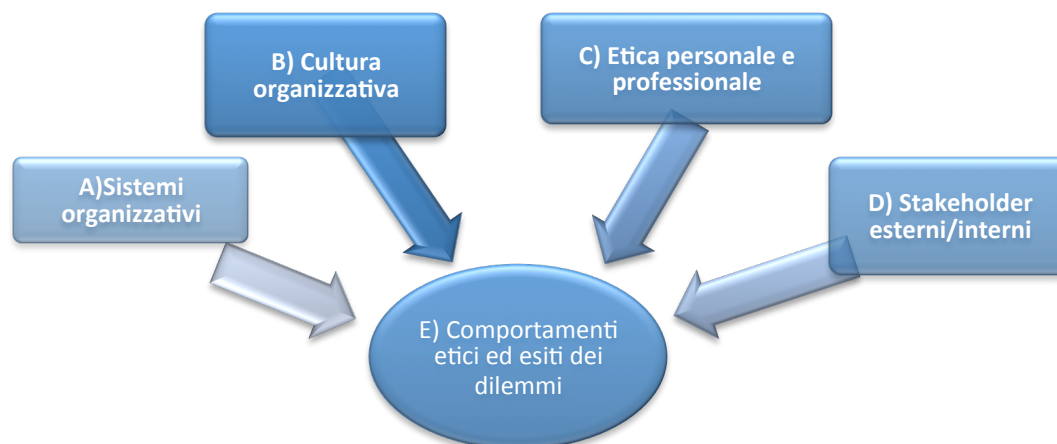 A)Sistemi
organizzativi
B) Cultura
organizzativa
C) Etica personale e
professionale
D) Stakeholder
esterni/interni
E) Comportamenti
etici ed esiti dei
dilemmi